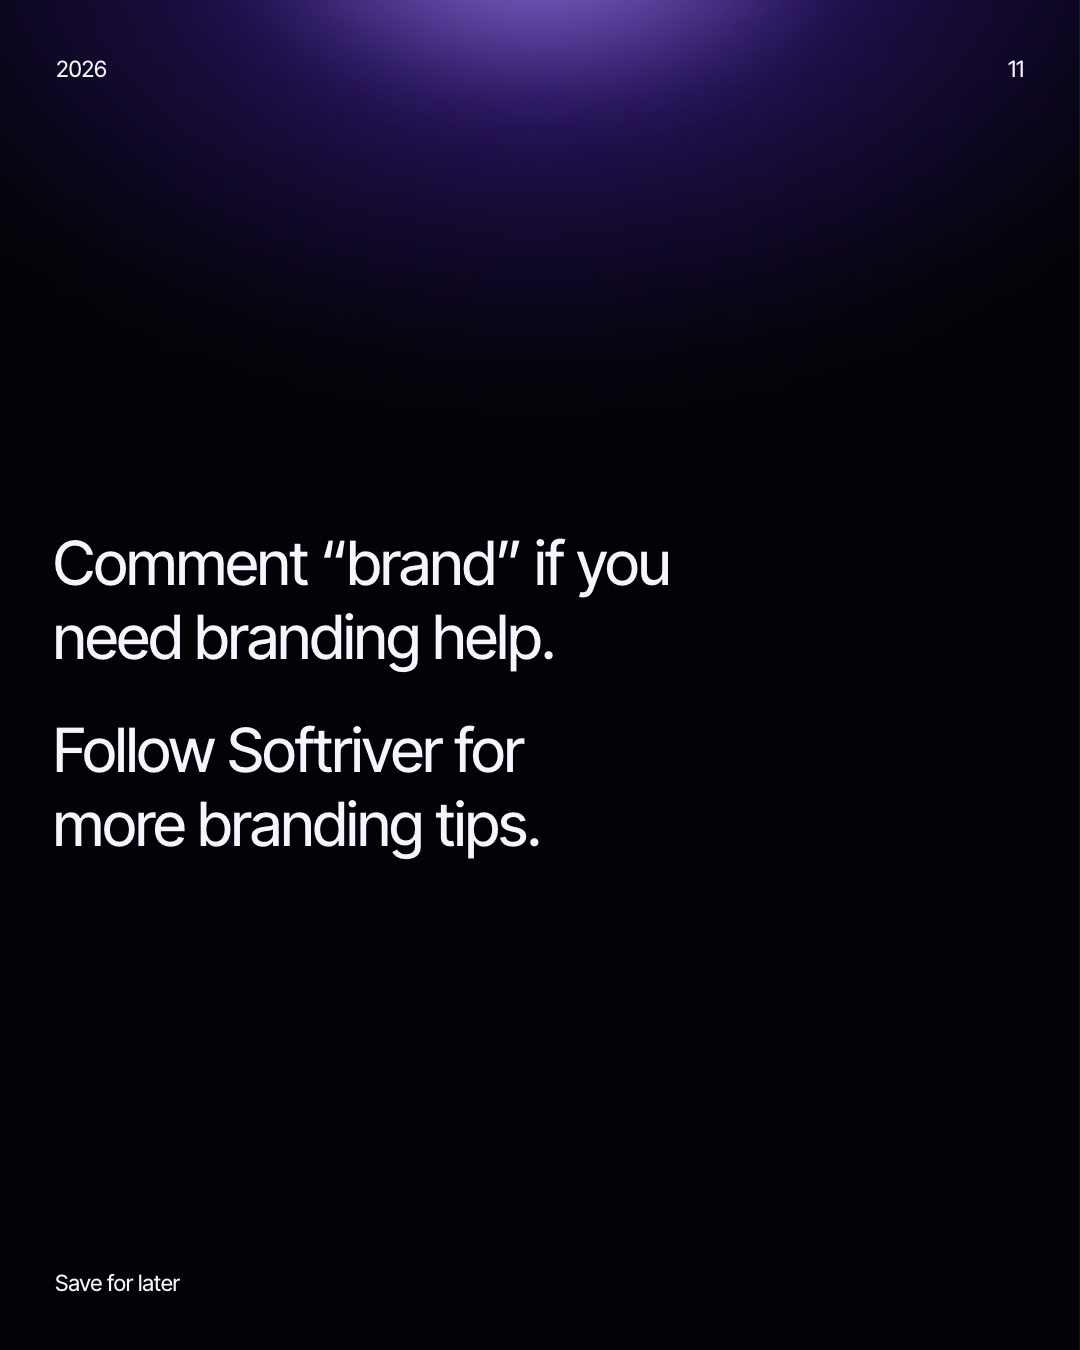 2026
11
Comment “brand” if you
need branding help.
Follow Softriver for
more branding tips.
Save for later